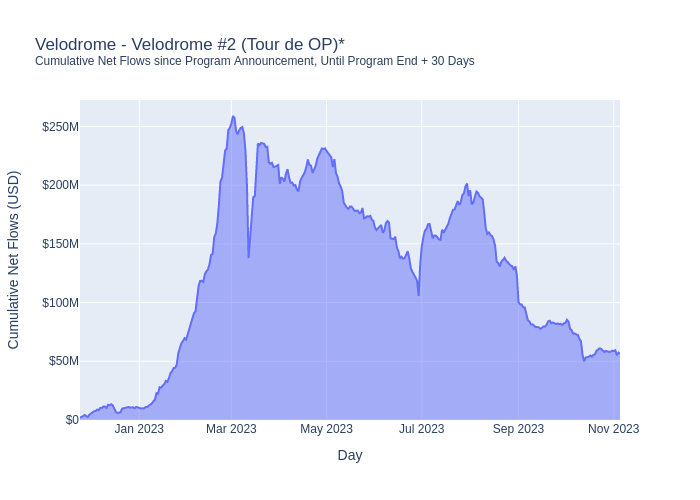 Velodrome - Velodrome #2 (Tour de OP)*
Cumulative Net Flows since Program Announcement, Until Program End + 30 Days
Cumulative Net Flows (USD)
$250M
$200M
$150M
$100M
$50M
$0
Jan 2023
Mar 2023
May 2023
Jul 2023
Sep 2023
Nov 2023
Day